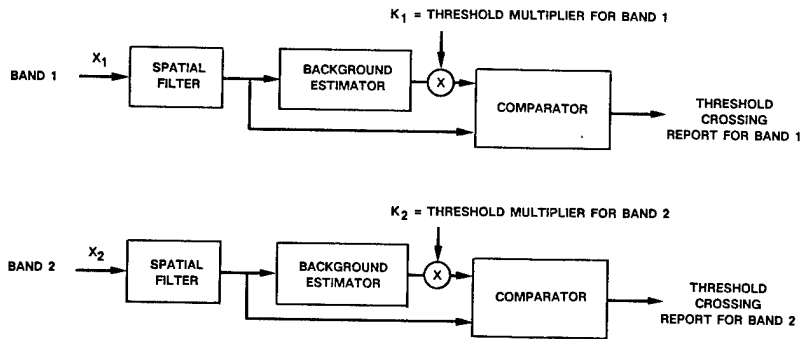 K1 = THRESHOLD MULTIPLIER FOR BAND 1
BAND 1
X1
SPATIAL
FILTER
BACKGROUND
ESTIMATOR
X
COMPARATOR
THRESHOLD
CROSSING
REPORT FOR BAND 1
K2 = THRESHOLD MULTIPLIER FOR BAND 2
BAND 2
X2
SPATIAL
FILTER
BACKGROUND
ESTIMATOR
X
COMPARATOR
THRESHOLD
CROSSING
REPORT FOR BAND 2